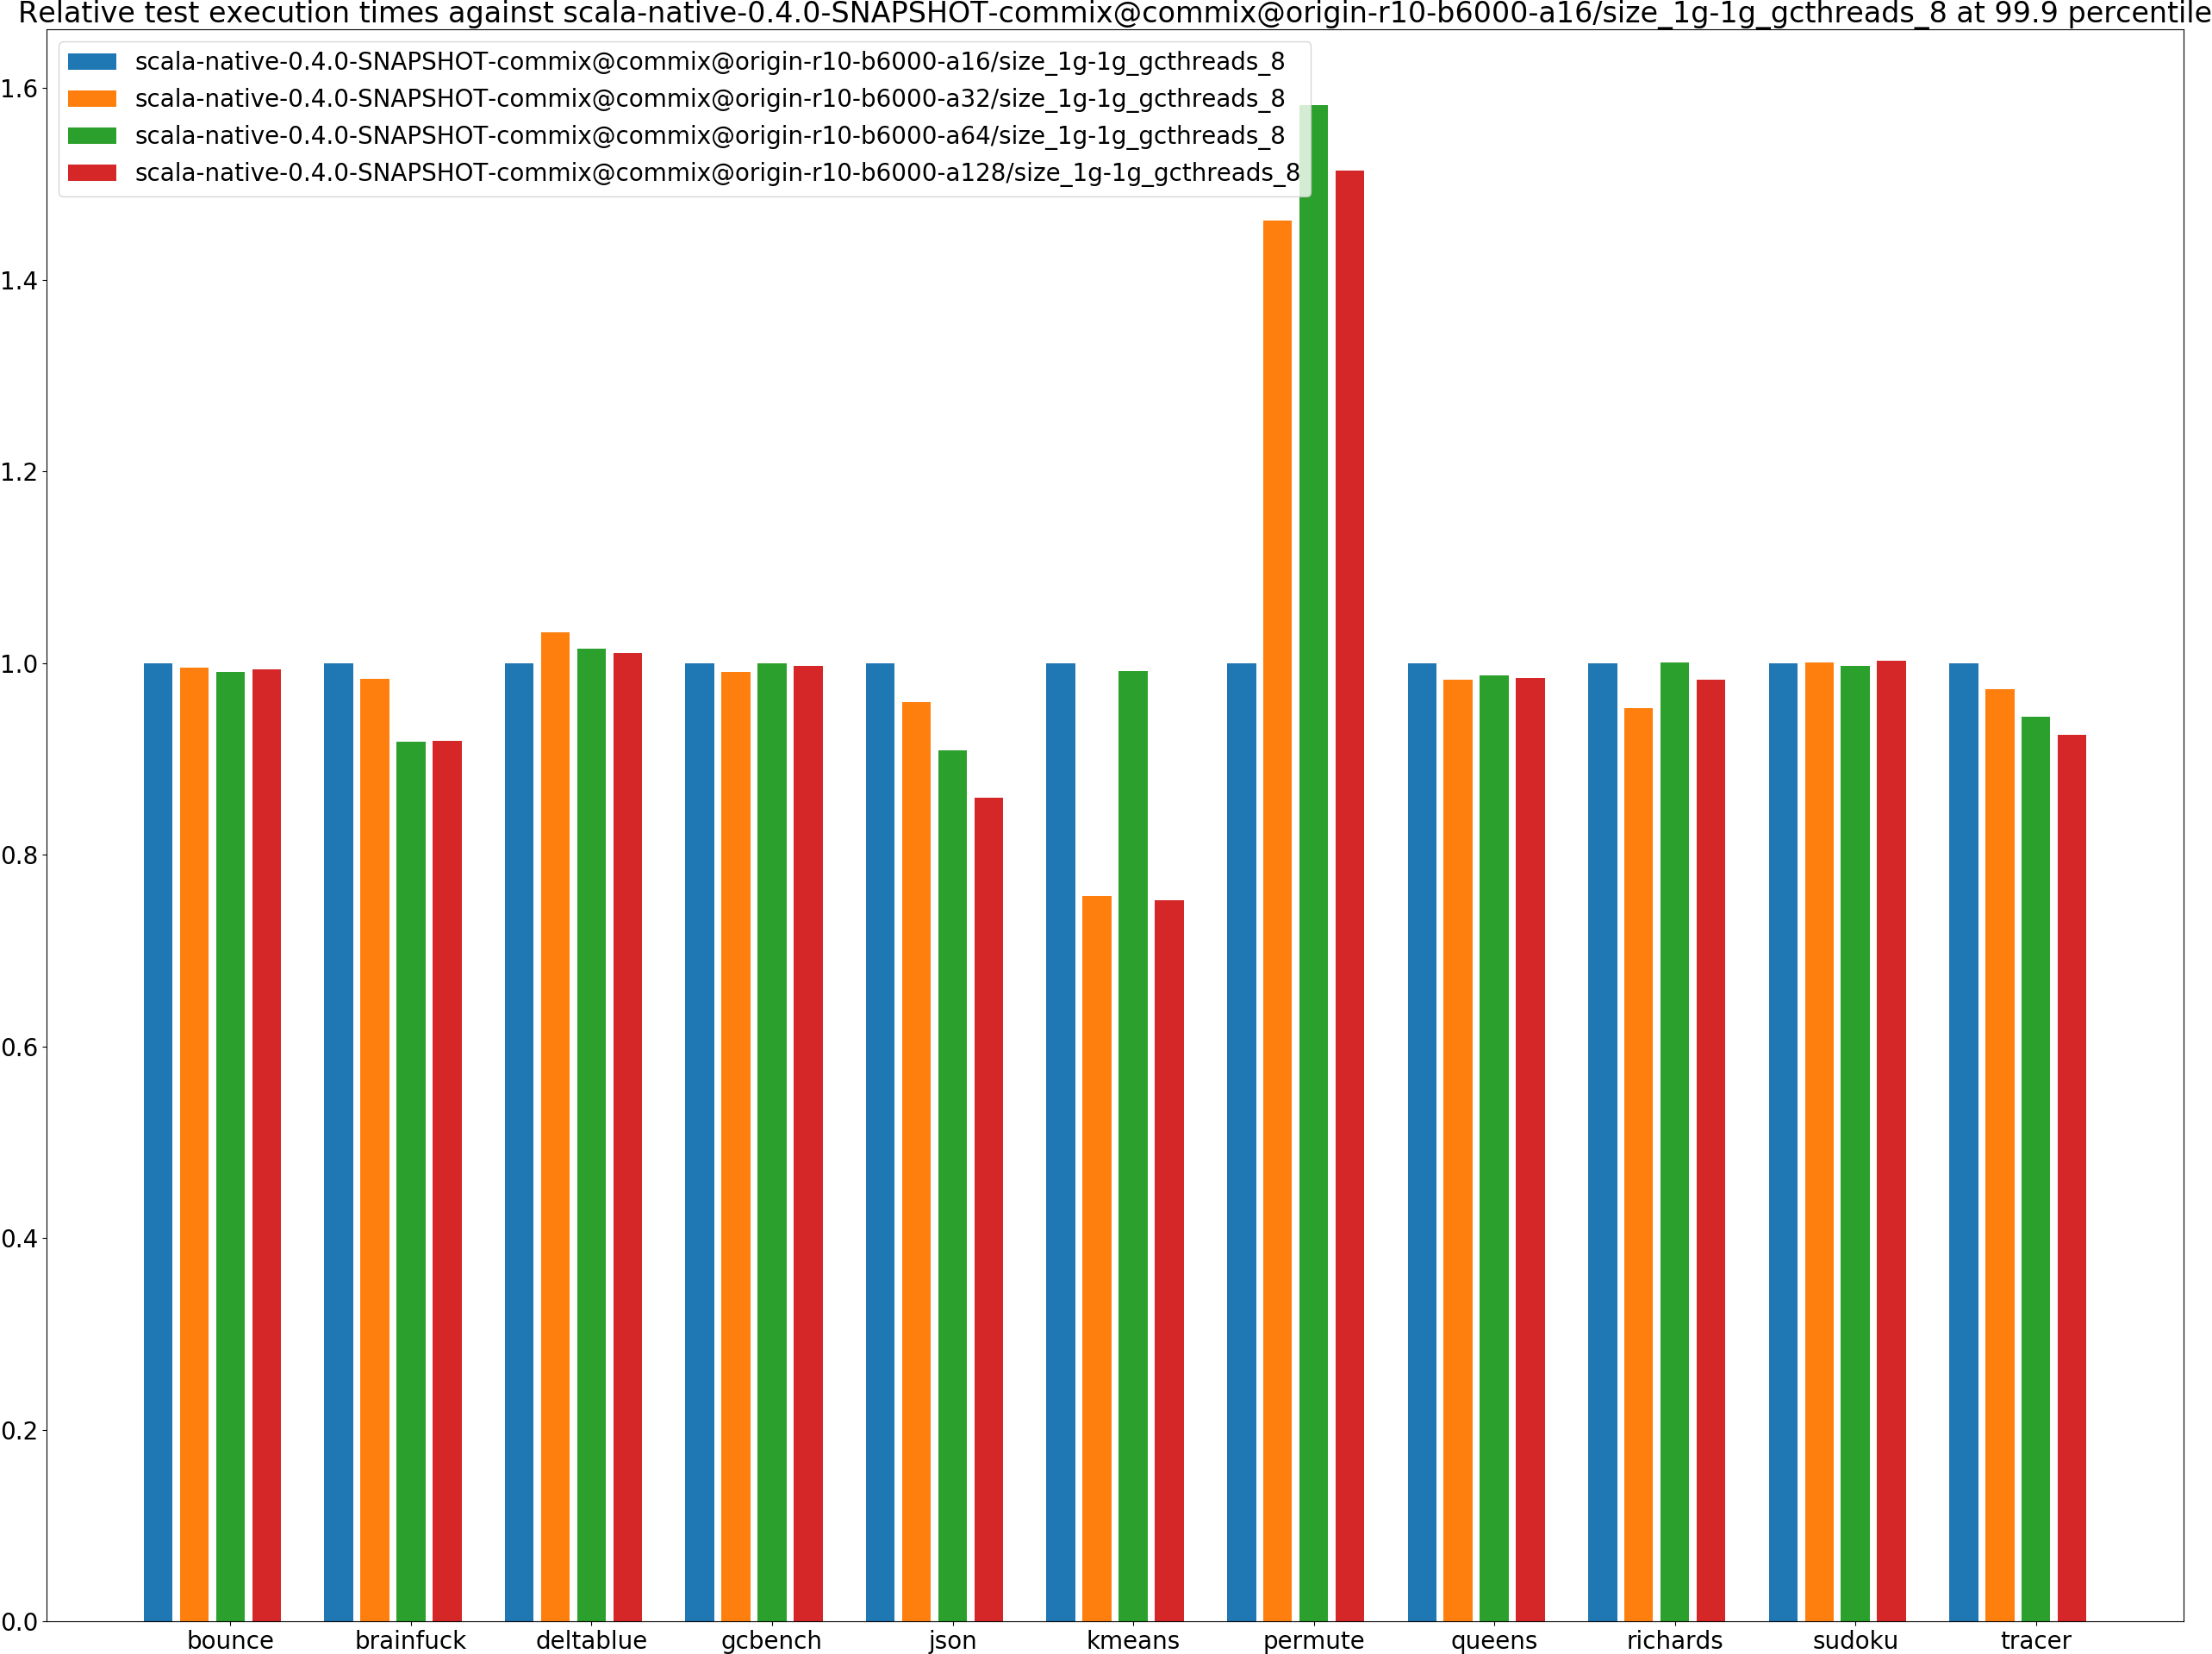 Relative test execution times against scala-native-0.4.0-SNAPSHOT-commix@commix@origin-r10-b6000-a16/size_1g-1g_gcthreads_8 at 99.9 percentile
scala-native-0.4.0-SNAPSHOT-commix@commix@origin-r10-b6000-a16/size_1g-1g_gcthreads_8
scala-native-0.4.0-SNAPSHOT-commix@commix@origin-r10-b6000-a32/size_1g-1g_gcthreads_8
scala-native-0.4.0-SNAPSHOT-commix@commix@origin-r10-b6000-a64/size_1g-1g_gcthreads_8
scala-native-0.4.0-SNAPSHOT-commix@commix@origin-r10-b6000-a128/size_1g-1g_gcthreads_8
1.6
1.4
1.2
1.0
0.8
0.6
0.4
0.2
0.0
bounce brainfuck deltablue gcbench json kmeans permute queens richards sudoku tracer